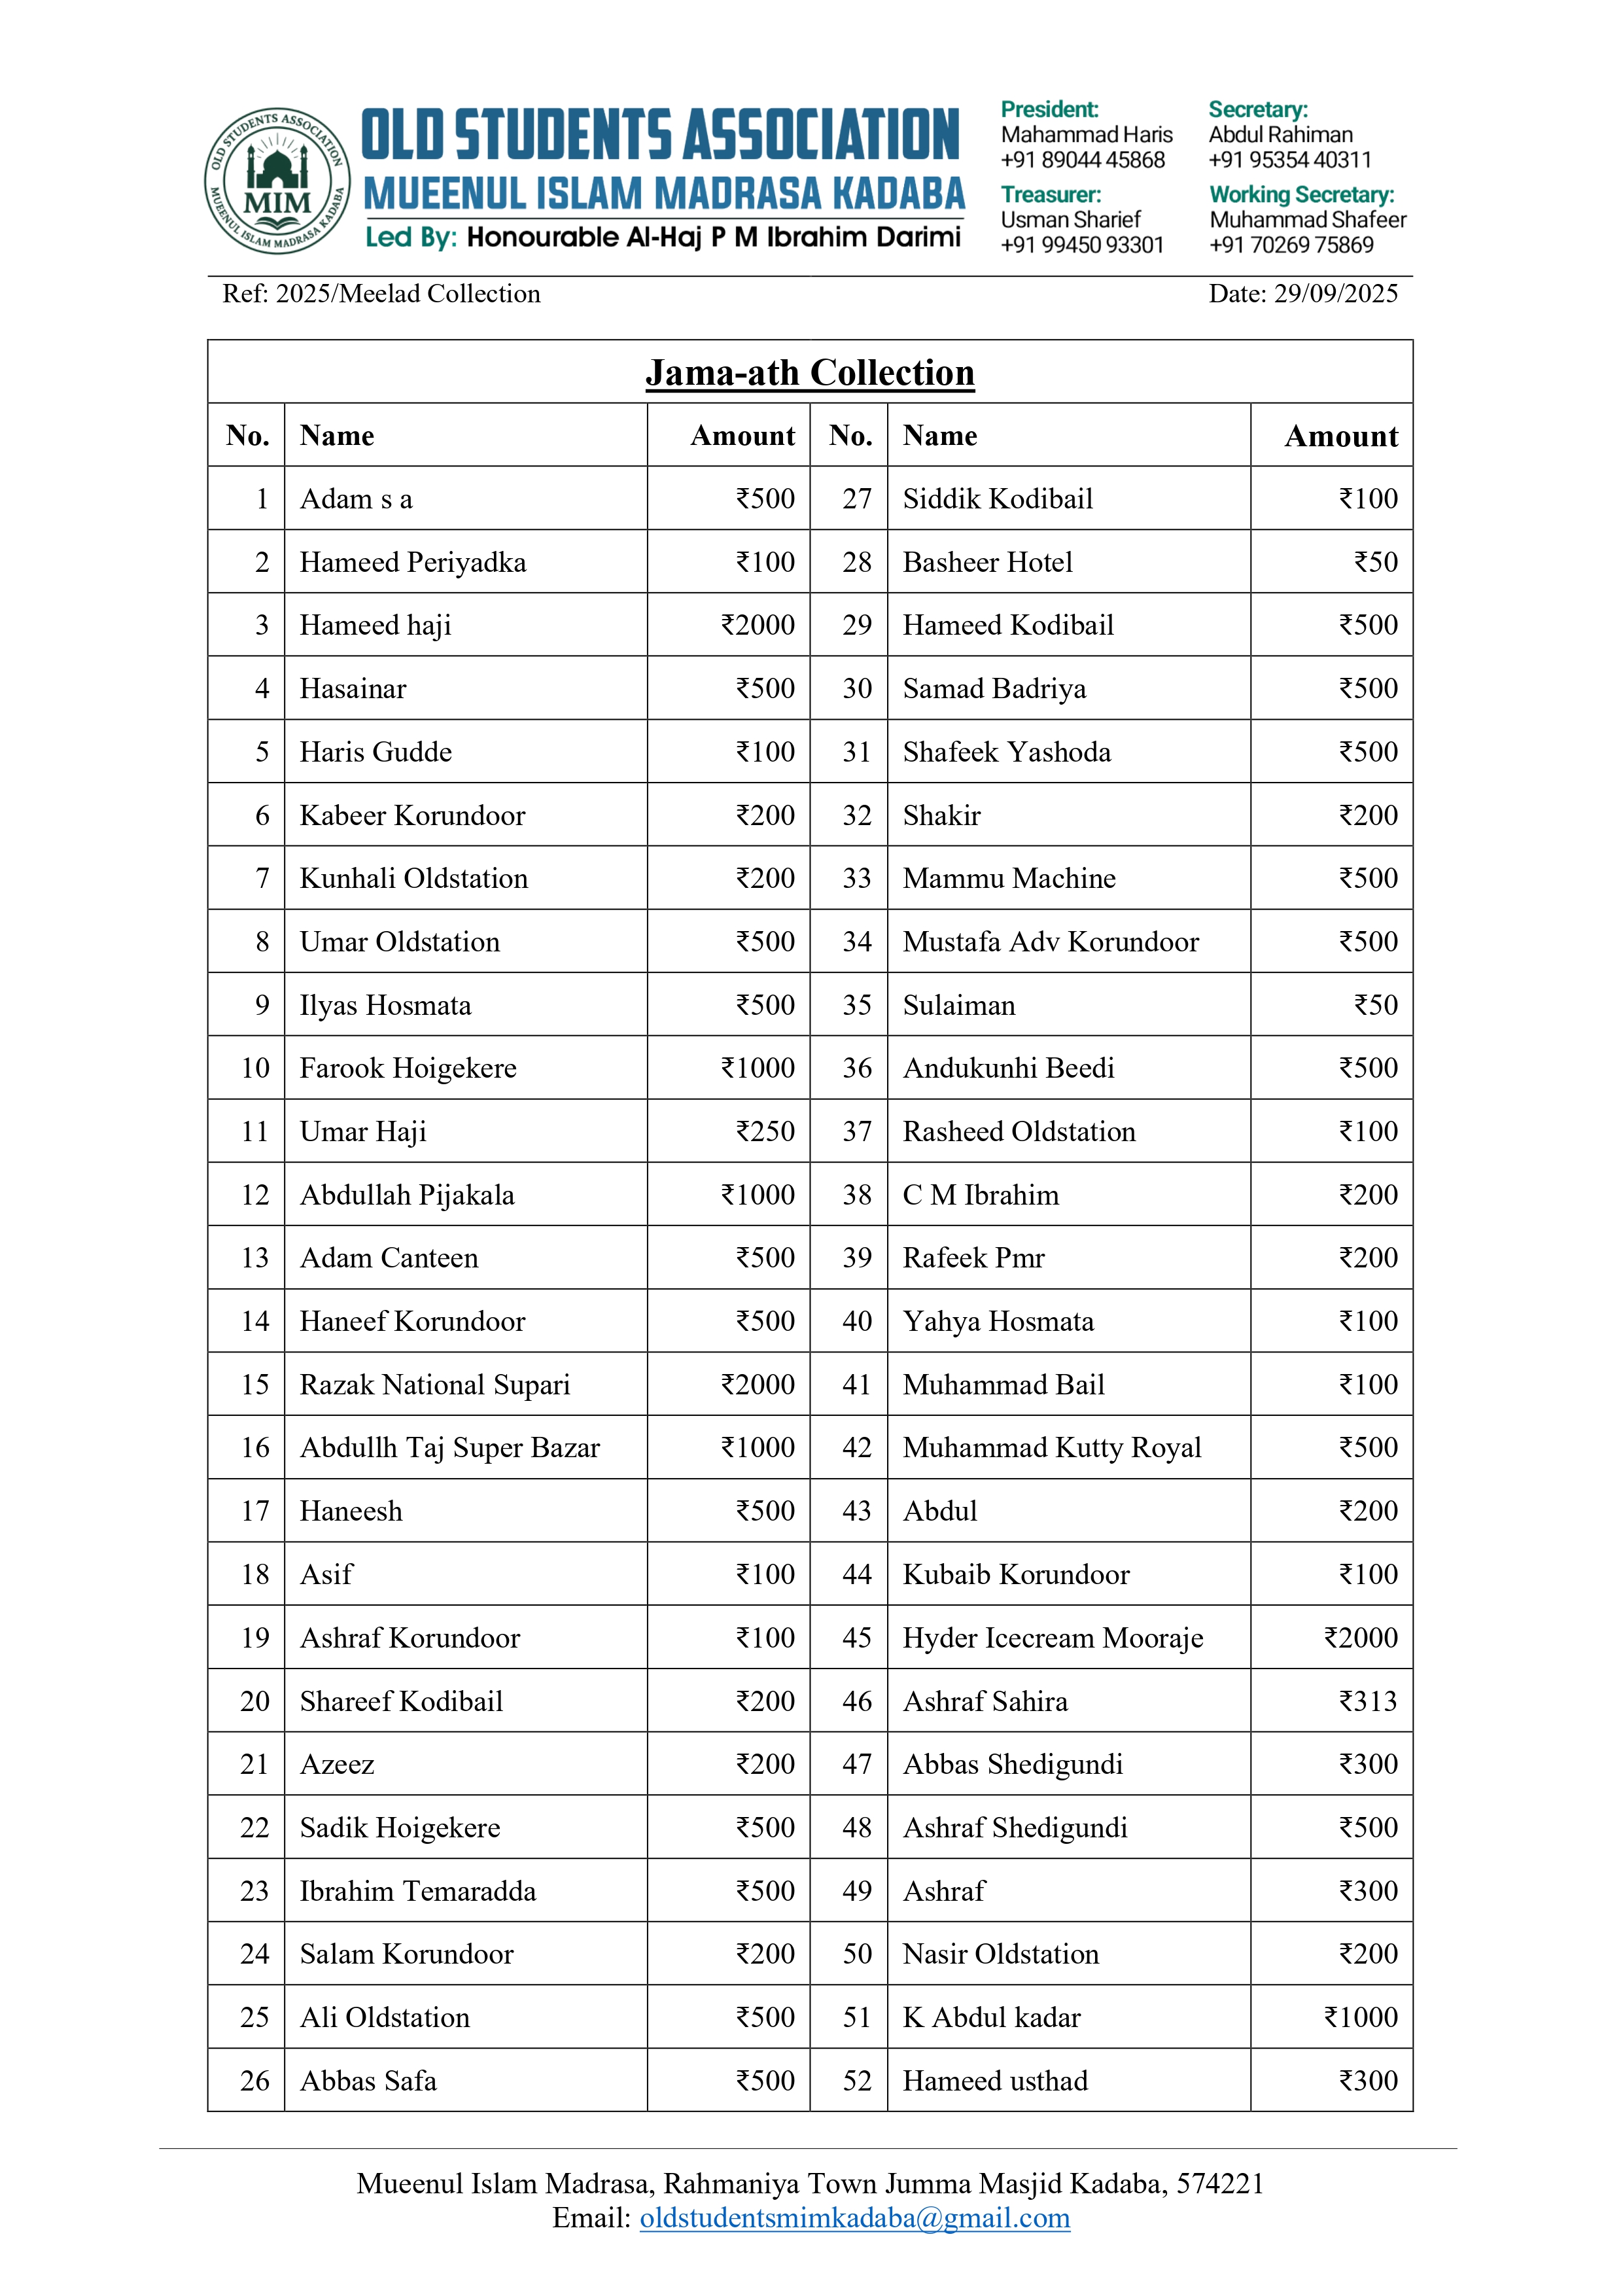 OLD STUDENTS ASSOCIATION
MIM
MUEENUL ISLAM MADRASA KADABA
OLD STUDENTS ASSOCIATION
MUEENUL ISLAM MADRASA KADABA
Led By: Honourable Al-Haj P M Ibrahim Darimi
President:
Mahammad Haris
+91 89044 45868
Treasurer:
Usman Sharief
+91 99450 93301
Secretary:
Abdul Rahiman
+91 95354 40311
Working Secretary:
Muhammad Shafeer
+91 70269 75869
Ref: 2025/Meelad Collection Date: 29/09/2025
Jama-ath Collection
No. Name Amount No. Name Amount
1 Adam s a ₹500 27 Siddik Kodibail ₹100
2 Hameed Periyadka ₹100 28 Basheer Hotel ₹50
3 Hameed haji ₹2000 29 Hameed Kodibail ₹500
4 Hasainar ₹500 30 Samad Badriya ₹500
5 Haris Gudde ₹100 31 Shafeek Yashoda ₹500
6 Kabeer Korundoor ₹200 32 Shakir ₹200
7 Kunhali Oldstation ₹200 33 Mammu Machine ₹500
8 Umar Oldstation ₹500 34 Mustafa Adv Korundoor ₹500
9 Ilyas Hosmata ₹500 35 Sulaiman ₹50
10 Farook Hoigekere ₹1000 36 Andukunhi Beedi ₹500
11 Umar Haji ₹250 37 Rasheed Oldstation ₹100
12 Abdullah Pijakala ₹1000 38 C M Ibrahim ₹200
13 Adam Canteen ₹500 39 Rafeek Pmr ₹200
14 Haneef Korundoor ₹500 40 Yahya Hosmata ₹100
15 Razak National Supari ₹2000 41 Muhammad Bail ₹100
16 Abdullh Taj Super Bazar ₹1000 42 Muhammad Kutty Royal ₹500
17 Haneesh ₹500 43 Abdul ₹200
18 Asif ₹100 44 Kubaib Korundoor ₹100
19 Ashraf Korundoor ₹100 45 Hyder Icecream Mooraje ₹2000
20 Shareef Kodibail ₹200 46 Ashraf Sahira ₹313
21 Azeez ₹200 47 Abbas Shedigundi ₹300
22 Sadik Hoigekere ₹500 48 Ashraf Shedigundi ₹500
23 Ibrahim Temaradda ₹500 49 Ashraf ₹300
24 Salam Korundoor ₹200 50 Nasir Oldstation ₹200
25 Ali Oldstation ₹500 51 K Abdul kadar ₹1000
26 Abbas Safa ₹500 52 Hameed usthad ₹300
Mueenul Islam Madrasa, Rahmaniya Town Jumma Masjid Kadaba, 574221
Email: oldstudentsmimkadaba@gmail.com